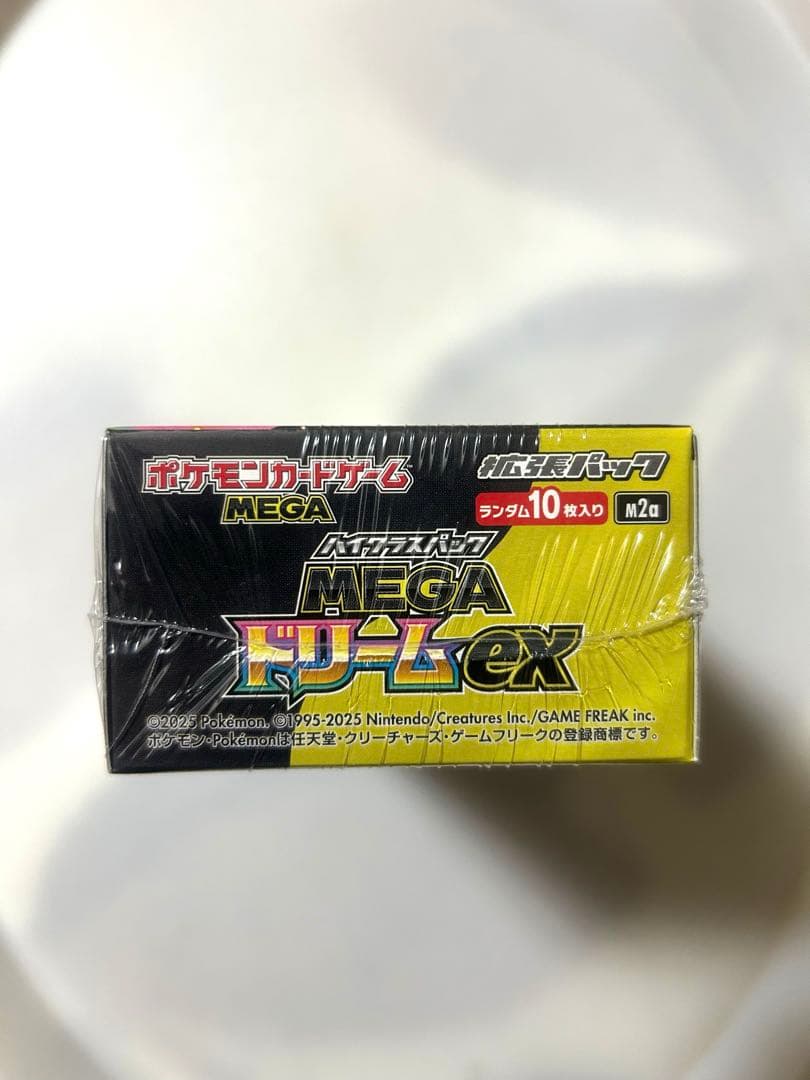 ポケモンカードゲーム
MEGA
拡張パック
ランダム10枚入り M2a
ハイクラスパック
MEGA
ドリームex
©2025 Pokémon. ©1995-2025 Nintendo/Creatures Inc./GAME FREAK inc.
ポケモン・Pokémonは任天堂・クリーチャーズ・ゲームフリークの登録商標です。